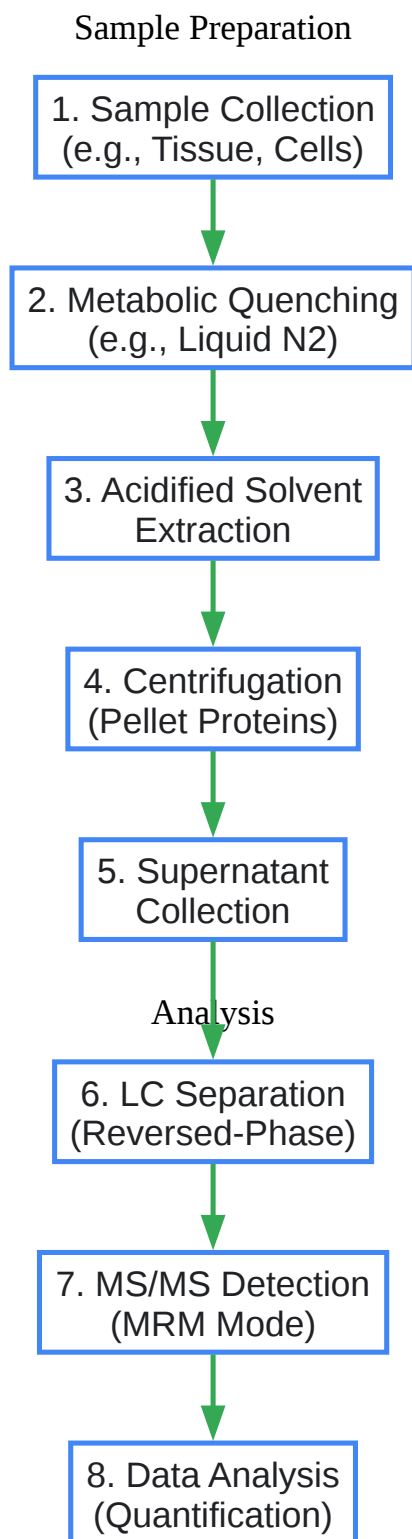 Sample Preparation
1. Sample Collection
(e.g., Tissue, Cells)
2. Metabolic Quenching
(e.g., Liquid N2)
3. Acidified Solvent
Extraction
4. Centrifugation
(Pellet Proteins)
5. Supernatant
Collection
Analysis
6. LC Separation
(Reversed-Phase)
7. MS/MS Detection
(MRM Mode)
8. Data Analysis
(Quantification)